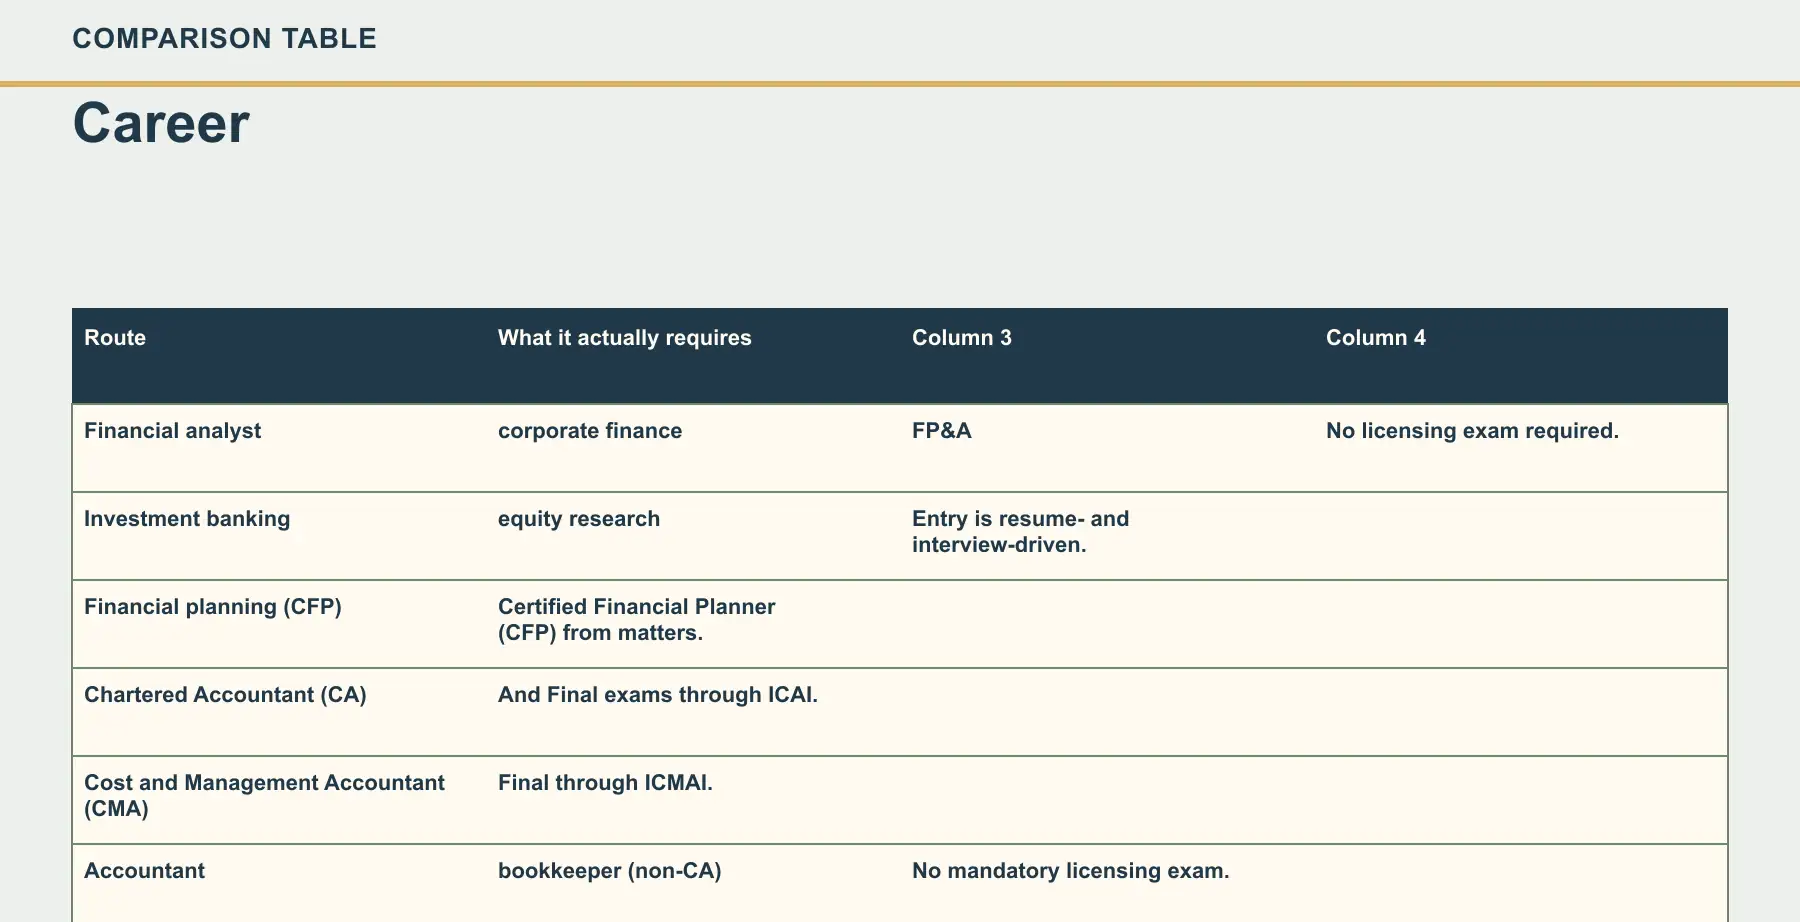 COMPARISON TABLE
Career
Route What it actually requires Column 3 Column 4
Financial analyst corporate finance FP&A No licensing exam required.
Investment banking equity research Entry is resume- and
interview-driven.
Financial planning (CFP) Certified Financial Planner
(CFP) from matters.
Chartered Accountant (CA) And Final exams through ICAI.
Cost and Management Accountant Final through ICMAI.
(CMA)
Accountant bookkeeper (non-CA) No mandatory licensing exam.